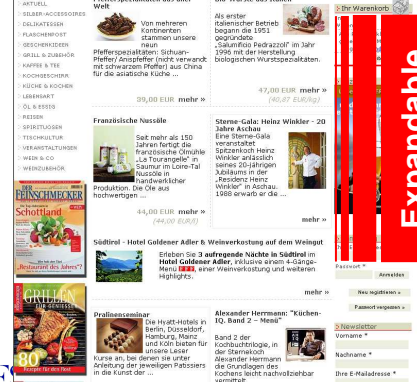 AKTUELL
SILBER-ACCESSOIRES
DELIKATESSEN
FLASCHENPOST
GESCHENKIDEEN
GRILL & ZUBEHÖR
KAFFEE & TEE
KOCHGESCHIRR
KÜCHE & KOCHEN
LEBENSART
ÖL & ESSIG
REISEN
SPIRITUOSEN
TISCHKULTUR
VERANSTALTUNGEN
WEIN & CO
WEINZUBEHÖR
DER
FEINSCHMECKER
Schottland
„Restaurant des Jahres"?
GRILLEN
FÜR GENIESSER
80
Rezepte für das Fest
Welt
Von mehreren
Kontinenten
stammen unsere
neun
Pfefferspezialitäten: Sichuan-
Pfeffer/ Anispfeffer (nicht verwandt
mit schwarzem Pfeffer) aus China
für die asiatische Küche ...
39,00 EUR mehr »
Als erster
italienischer Betrieb
begann die 1951
gegründete
„Salumificio Pedrazzoli" im Jahr
1996 mit der Herstellung
biologischen Wurstspezialitäten.
47,00 EUR mehr »
(40,87 EUR/kg)
Französische Nussöle
Seit mehr als 150
Jahren fertigt die
französische Ölmühle
„La Tourangelle" in
Saumur im Loire-Tal
Nussöle in
handwerklicher
Produktion. Die Öle aus
hochwertigen ...
44,00 EUR mehr »
(44,00 EUR/l)
Sterne-Gala: Heinz Winkler - 20
Jahre Aschau
Eine Sterne-Gala
veranstaltet
Spitzenkoch Heinz
Winkler anlässlich
seines 20-jährigen
Jubiläums in der
„Residenz Heinz
Winkler" in Aschau.
1988 erwarb er die ...
mehr »
Südtirol - Hotel Goldener Adler & Weinverkostung auf dem Weingut
Erleben Sie 3 aufregende Nächte in Südtirol im
Hotel Goldener Adler, inklusive einem 4-Gänge-
Menü FFF, einer Weinverkostung und weiteren
Highlights.
mehr »
Pralinenseminar
Die Hyatt-Hotels in
Berlin, Düsseldorf,
Hamburg, Mainz
und Köln bieten für
unsere Leser
Kurse an, bei denen sie unter
Anleitung der jeweiligen Patissiers
in die Kunst der ...
Alexander Herrmann: "Küchen-
IQ. Band 2 – Menü"
Band 2 der
Kochbuchtrilogie, in
der Sternekoch
Alexander Herrmann
die Grundlagen des
Kochens leicht nachvollziehbar
vermittelt
> Ihr Warenkorb
Expandable
Passwort *
Anmelden
Neu registrieren »
Passwort vergessen »
> Newsletter
Vorname *
Nachname *
Ihre E-Mailadresse *